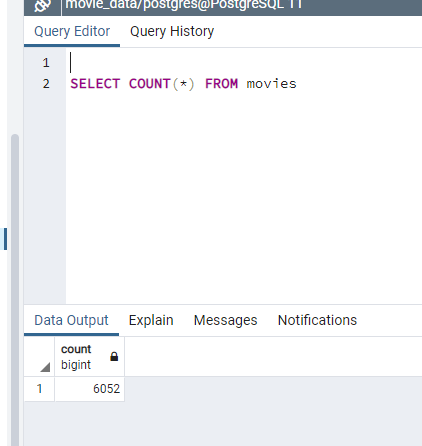 movie_data/postgres@PostgreSQL 11
Query Editor Query History
1
2 SELECT COUNT(*) FROM movies
Data Output Explain Messages Notifications
count
bigint
1 6052